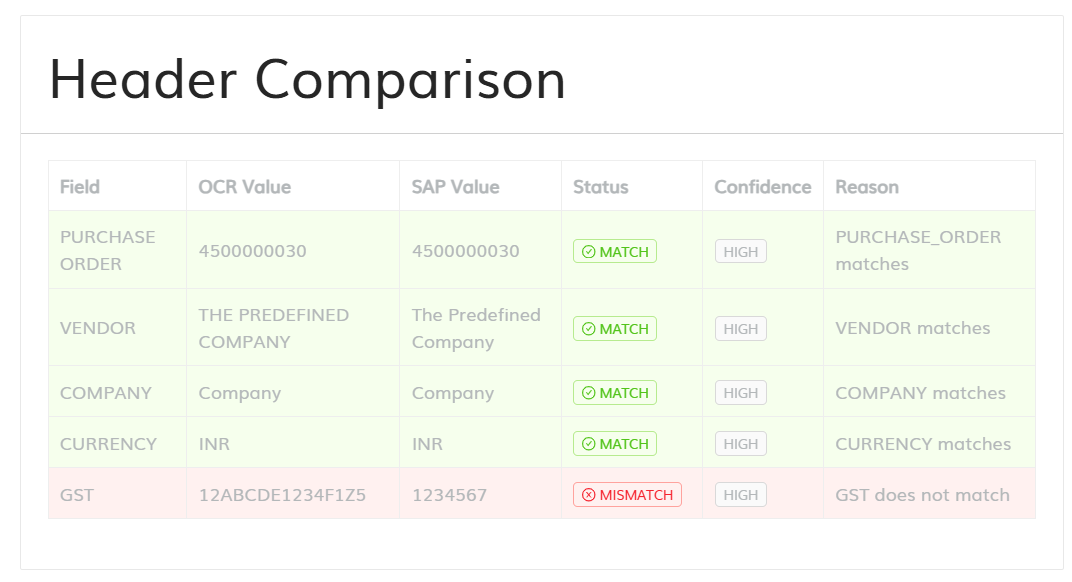 Header Comparison
Field OCR Value SAP Value Status Confidence Reason
PURCHASE ORDER 4500000030 4500000030 MATCH HIGH PURCHASE_ORDER matches
VENDOR THE PREDEFINED COMPANY The Predefined Company MATCH HIGH VENDOR matches
COMPANY Company Company MATCH HIGH COMPANY matches
CURRENCY INR INR MATCH HIGH CURRENCY matches
GST 12ABCDE1234F1Z5 1234567 MISMATCH HIGH GST does not match